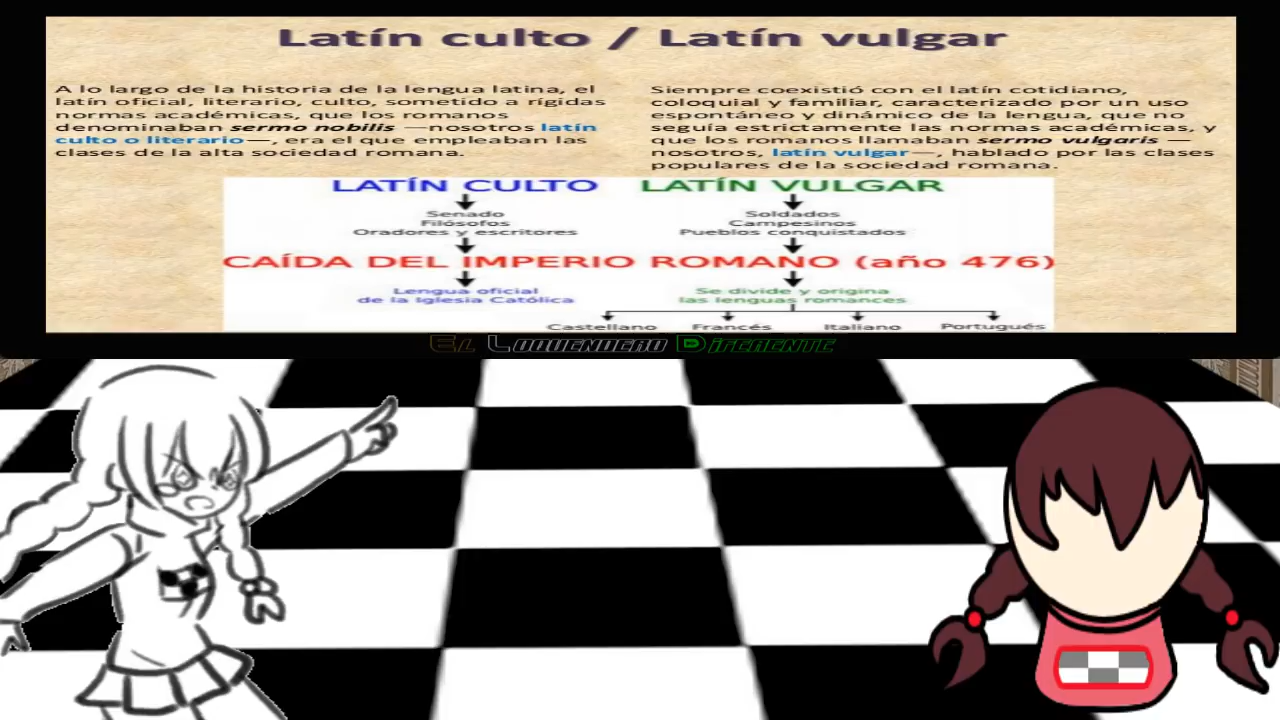 Latín culto / Latín vulgar
A lo largo de la historia de la lengua latina, el
latín oficial, literario, culto, sometido a rígidas
normas académicas, que los romanos
denominaban sermo nobilis —nosotros latín
culto o literario—, era el que empleaban las
clases de la alta sociedad romana.
Siempre coexistió con el latín cotidiano,
coloquial y familiar, caracterizado por un uso
espontáneo y dinámico de la lengua, que no
seguía estrictamente las normas académicas, y
que los romanos llamaban sermo vulgaris —
nosotros, latín vulgar—, hablado por las clases
populares de la sociedad romana.
LATÍN CULTO LATÍN VULGAR
Senado
Filósofos
Oradores y escritores
Soldados
Campesinos
Pueblos conquistados
CAÍDA DEL IMPERIO ROMANO (año 476)
Lengua oficial
de la Iglesia Católica
Se divide y origina
las lenguas romances
Castellano Francés Italiano Portugués
El Loquendero Diferente